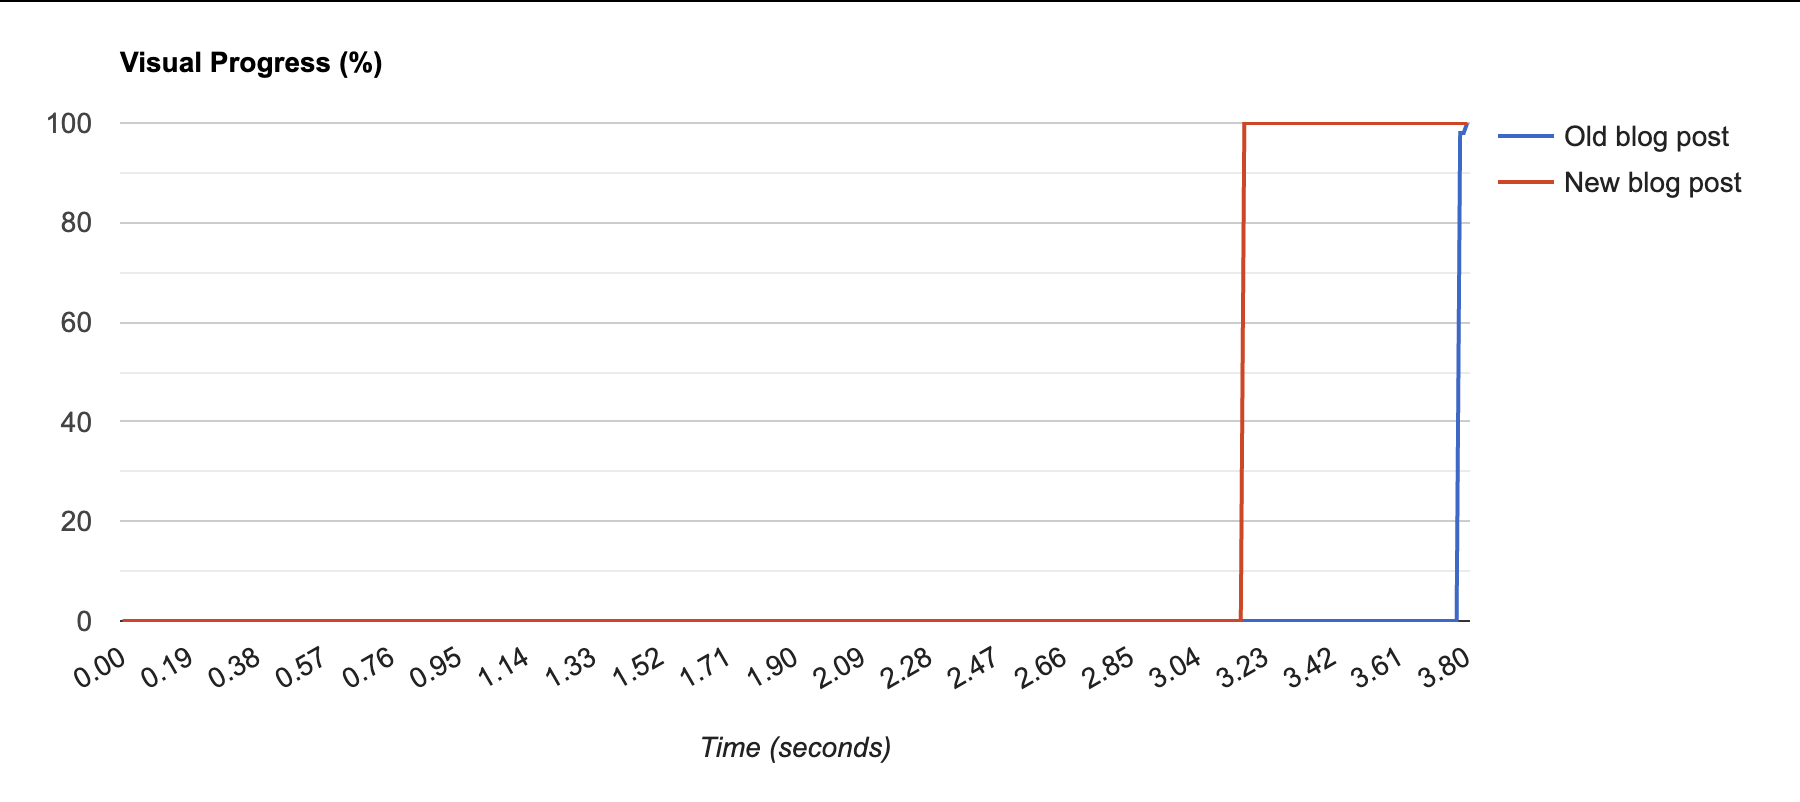 Visual Progress (%)
100
80
60
40
20
0
Old blog post
New blog post
0.00 0.19 0.38 0.57 0.76 0.95 1.14 1.33 1.52 1.71 1.90 2.09 2.28 2.47 2.66 2.85 3.04 3.23 3.42 3.61 3.80
Time (seconds)